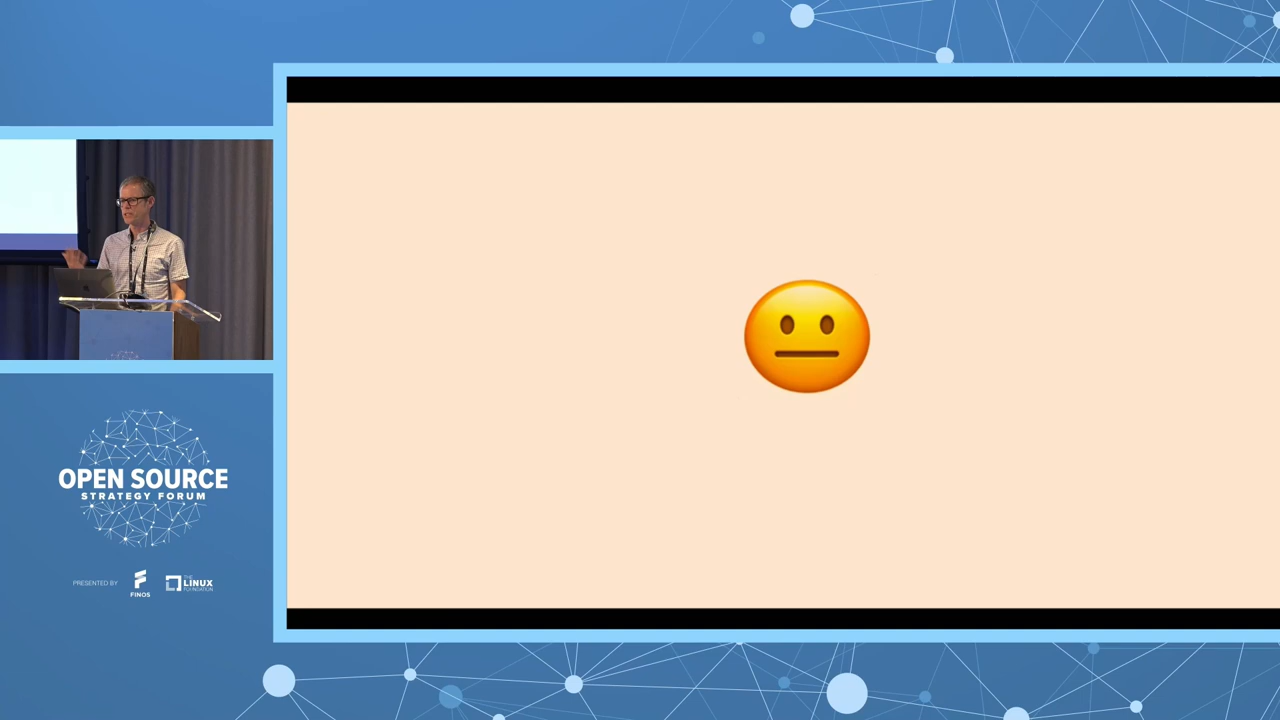 OPEN SOURCE
STRATEGY FORUM
PRESENTED BY
FINOS
THE
LINUX
FOUNDATION